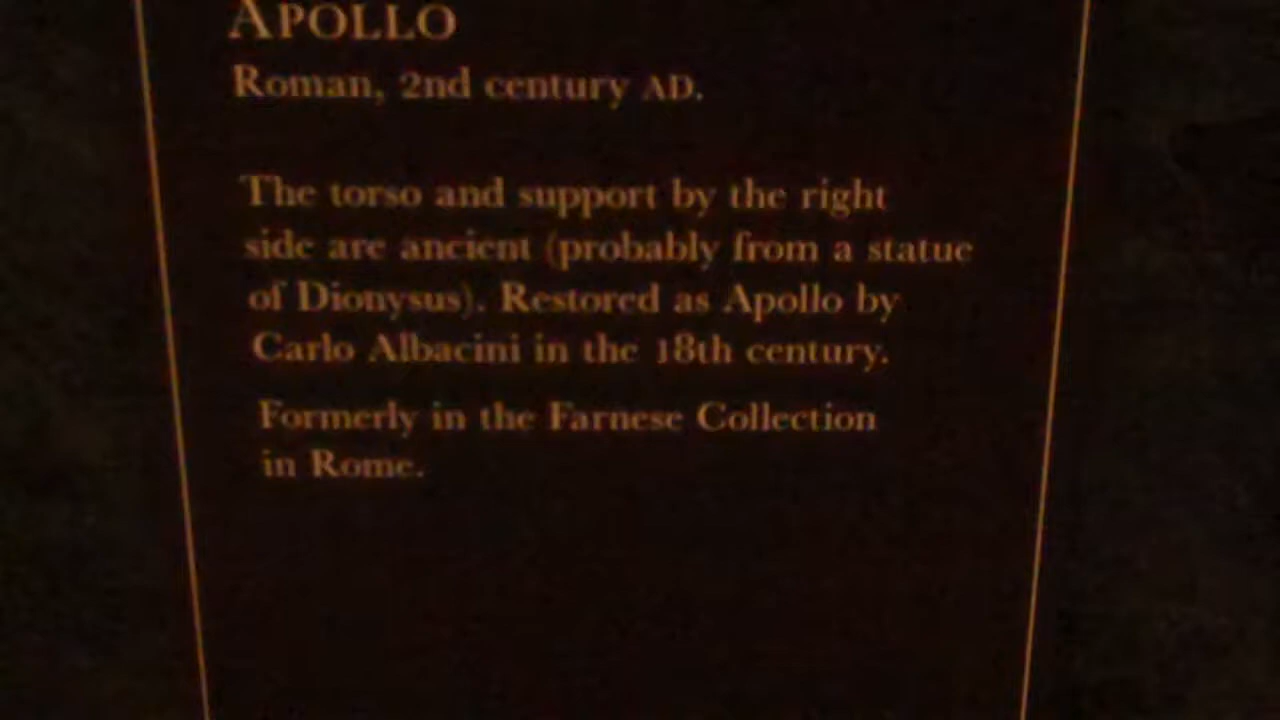 APOLLO
Roman, 2nd century AD.
The torso and support by the right
side are ancient (probably from a statue
of Dionysus). Restored as Apollo by
Carlo Albacini in the 18th century.
Formerly in the Farnese Collection
in Rome.